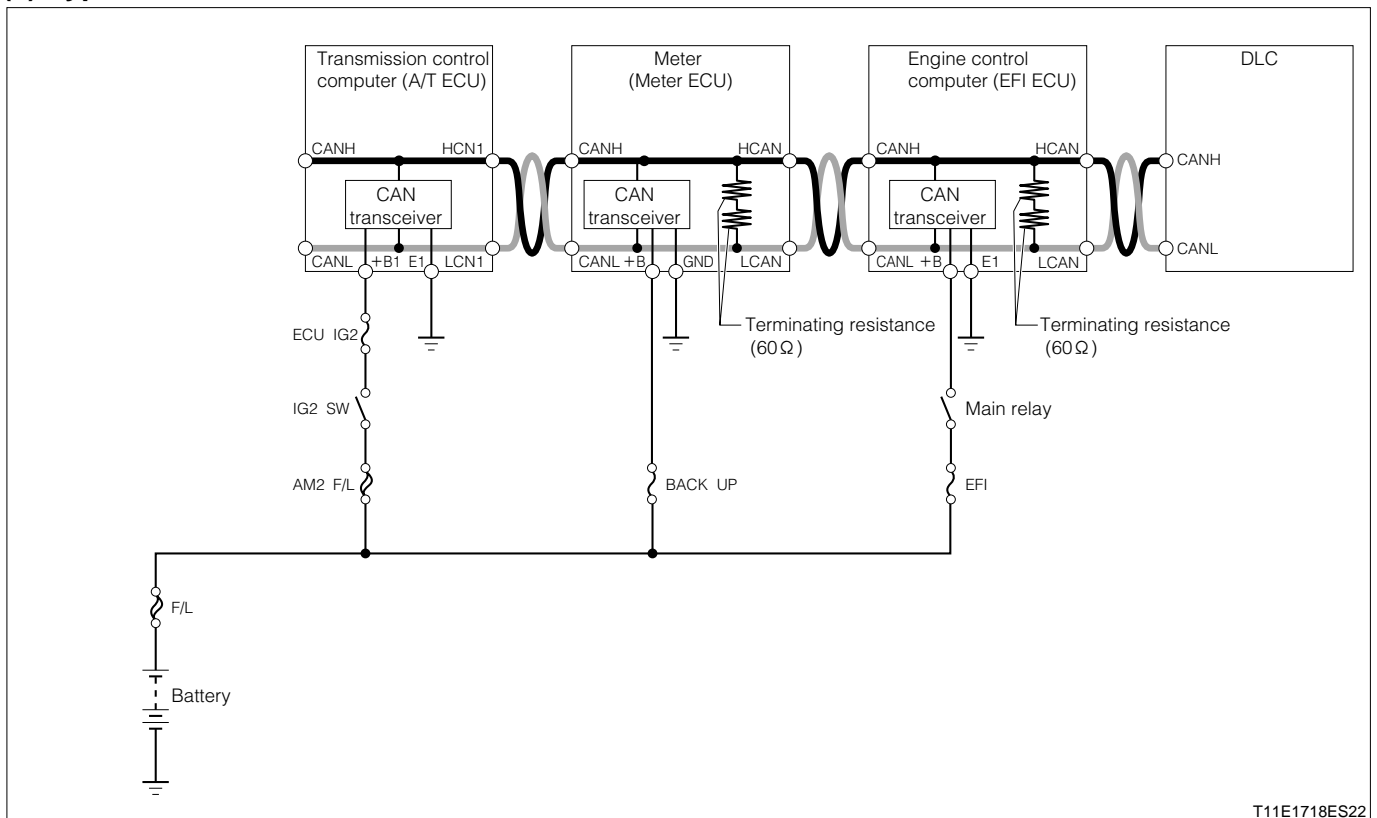 Transmission control
computer (A/T ECU)
Meter
(Meter ECU)
Engine control
computer (EFI ECU)
DLC
CANH
HCN1
CANH
HCAN
CANH
HCAN
CANH
CAN
transceiver
CAN
transceiver
CAN
transceiver
CANL
+B1
E1
LCN1
CANL
+B
GND
LCAN
CANL
+B
E1
LCAN
CANL
Terminating resistance
(60Ω)
Terminating resistance
(60Ω)
ECU IG2
IG2 SW
Main relay
AM2 F/L
BACK UP
EFI
F/L
Battery
T11E1718ES22